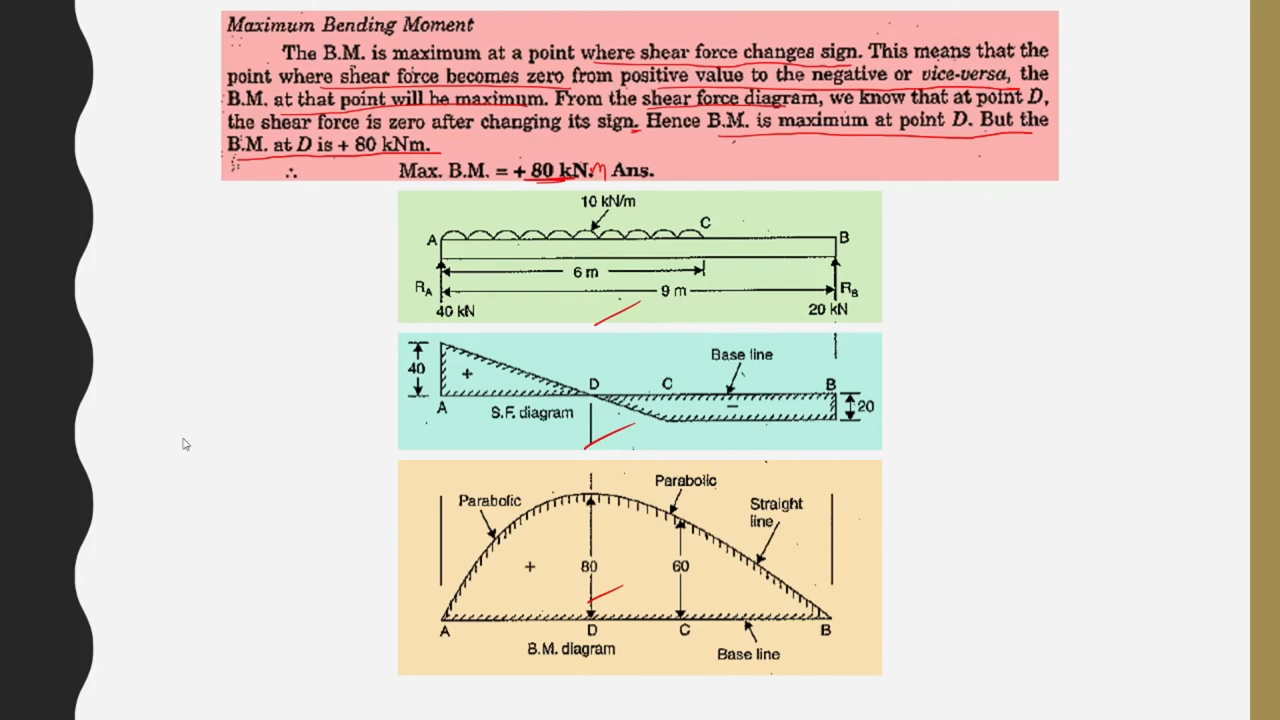 Maximum Bending Moment
The B.M. is maximum at a point where shear force changes sign. This means that the
point where shear force becomes zero from positive value to the negative or vice-versa, the
B.M. at that point will be maximum. From the shear force diagram, we know that at point D,
the shear force is zero after changing its sign. Hence B.M. is maximum at point D. But the
B.M. at D is + 80 kNm.
∴ Max. B.M. = + 80 kN.m Ans.
10 kN/m
A C B
6 m
RA 9 m RB
40 kN 20 kN
Base line
40 + D C B
A S.F. diagram – 20
Parabolic
Parabolic
Straight
line
+ 80 60
A D C B
B.M. diagram
Base line